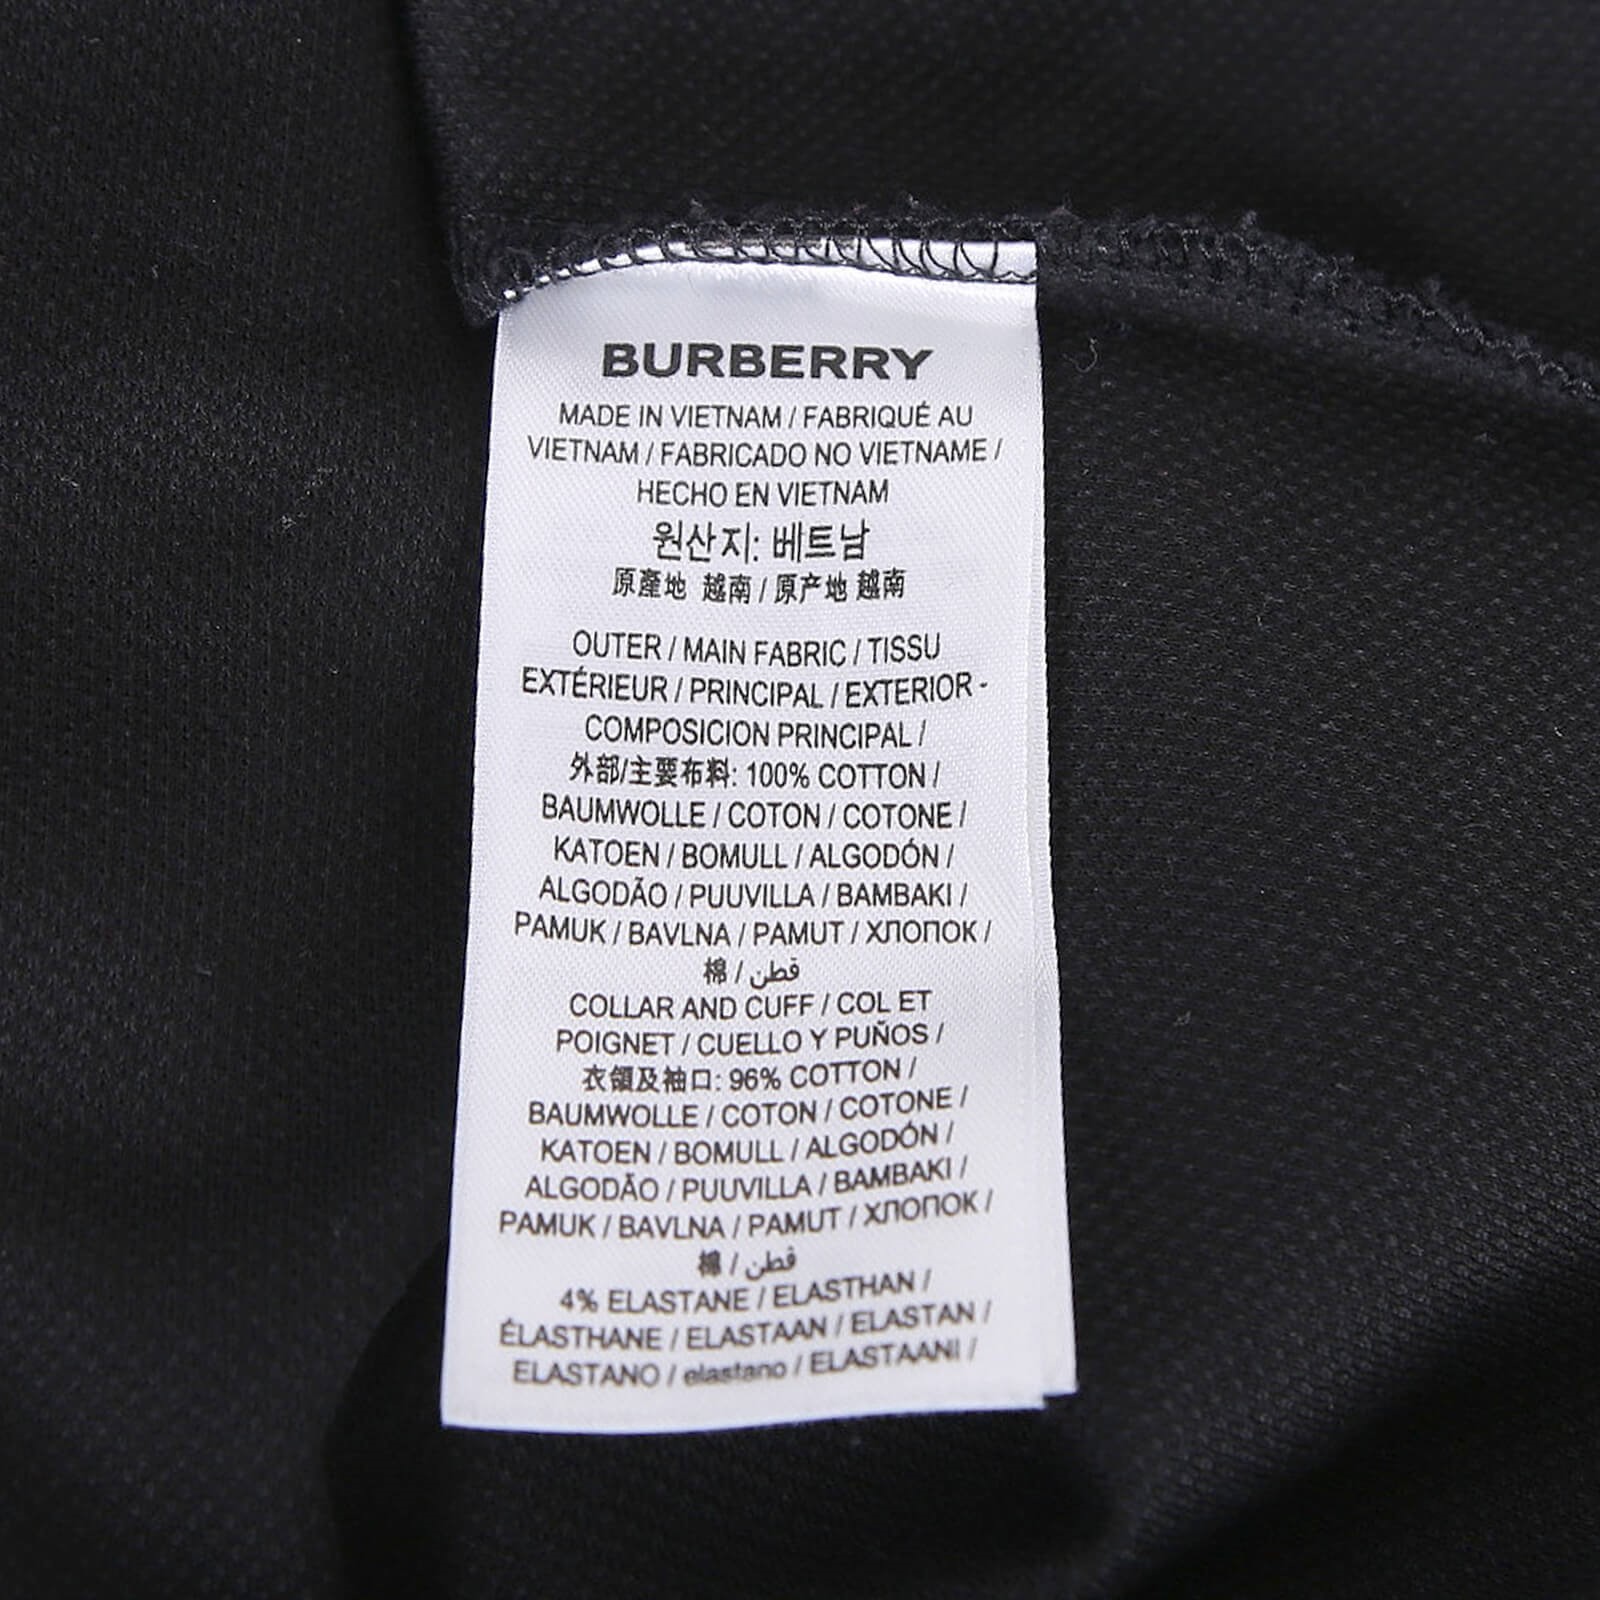 BURBERRY
MADE IN VIETNAM / FABRIQUÉ AU
VIETNAM / FABRICADO NO VIETNAME /
HECHO EN VIETNAM
원산지: 베트남
原產地 越南 / 原产地 越南
OUTER / MAIN FABRIC / TISSU
EXTÉRIEUR / PRINCIPAL / EXTERIOR -
COMPOSICION PRINCIPAL /
外部/主要布料: 100% COTTON /
BAUMWOLLE / COTON / COTONE /
KATOEN / BOMULL / ALGODÓN /
ALGODÃO / PUUVILLA / BAMBAKI /
PAMUK / BAVLNA / PAMUT / ХЛОПОК /
棉 / قطن
COLLAR AND CUFF / COL ET
POIGNET / CUELLO Y PUÑOS /
衣領及袖口: 96% COTTON /
BAUMWOLLE / COTON / COTONE /
KATOEN / BOMULL / ALGODÓN /
ALGODÃO / PUUVILLA / BAMBAKI /
PAMUK / BAVLNA / PAMUT / ХЛОПОК /
棉 / قطن
4% ELASTANE / ELASTHAN /
ÉLASTHANE / ELASTAAN / ELASTAN /
ELASTANO / elastano / ELASTAANI /